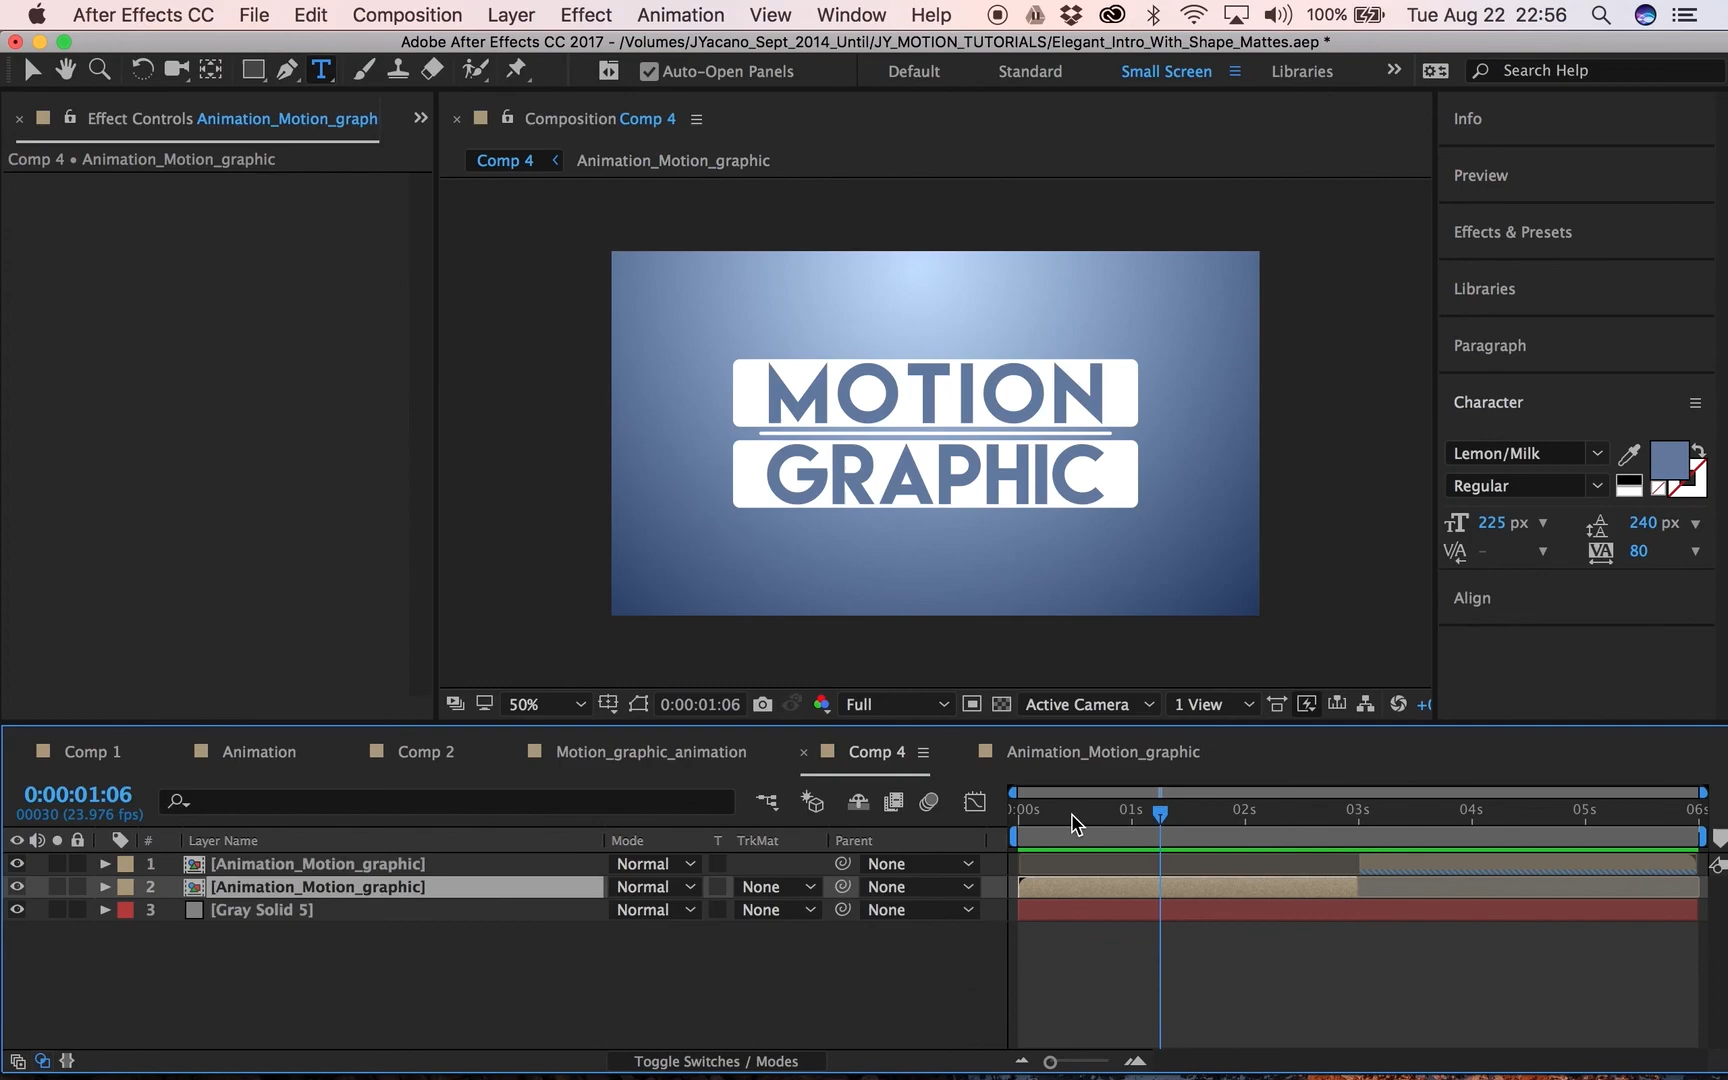 After Effects CC File Edit Composition Layer Effect Animation View Window Help 100% Tue Aug 22 22:56
Adobe After Effects CC 2017 - /Volumes/JYacano_Sept_2014_Until/JY_MOTION_TUTORIALS/Elegant_Intro_With_Shape_Mattes.aep *
T Auto-Open Panels Default Standard Small Screen Libraries Search Help
Effect Controls Animation_Motion_graph
Composition Comp 4
Info
Comp 4 • Animation_Motion_graphic
Comp 4 Animation_Motion_graphic
Preview
Effects & Presets
Libraries
Paragraph
Character
MOTION
GRAPHIC
Lemon/Milk
Regular
225 px 240 px
- 80
Align
50% 0:00:01:06 Full Active Camera 1 View
Comp 1 Animation Comp 2 Motion_graphic_animation Comp 4 Animation_Motion_graphic
0:00:01:06
00030 (23.976 fps)
:00s 01s 02s 03s 04s 05s 06s
# Layer Name Mode T TrkMat Parent
1 [Animation_Motion_graphic] Normal None
2 [Animation_Motion_graphic] Normal None None
3 [Gray Solid 5] Normal None None
Toggle Switches / Modes